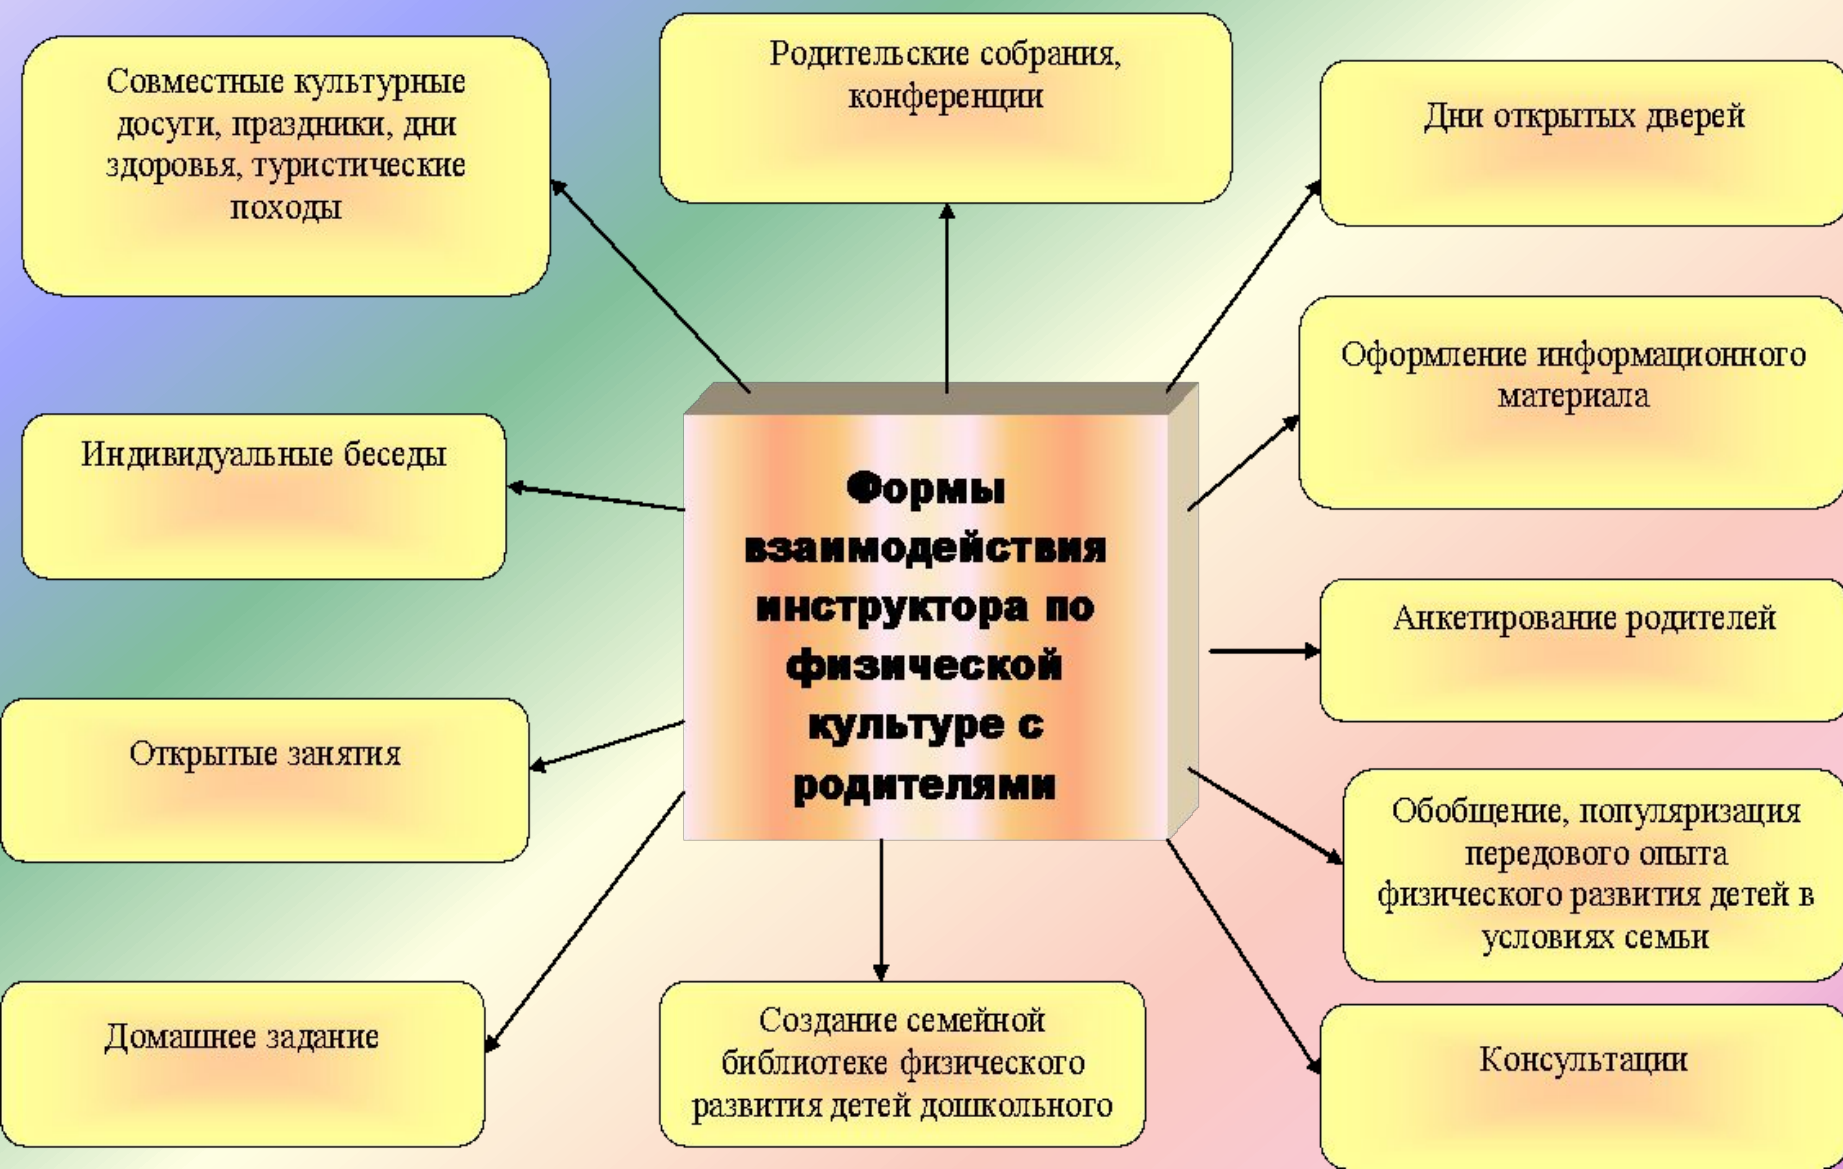 Совместные культурные
досуги, праздники, дни
здоровья, туристические
походы
Родительские собрания,
конференции
Дни открытых дверей
Оформление информационного
материала
Индивидуальные беседы
Формы
взаимодействия
инструктора по
физической
культуре с
родителями
Анкетирование родителей
Открытые занятия
Обобщение, популяризация
передового опыта
физического развития детей в
условиях семьи
Домашнее задание
Создание семейной
библиотеке физического
развития детей дошкольного
Консультации